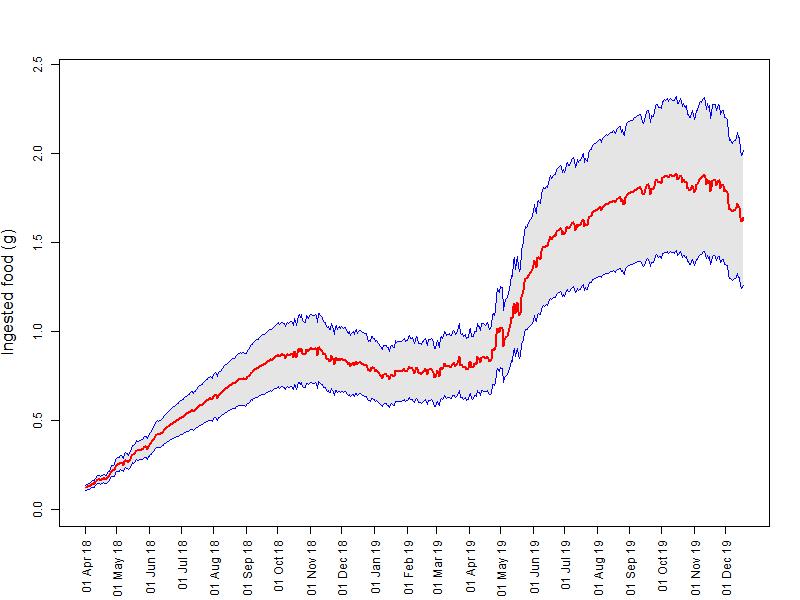 Ingested food (g)
2.5
2.0
1.5
1.0
0.5
0.0
01 Apr 18
01 May 18
01 Jun 18
01 Jul 18
01 Aug 18
01 Sep 18
01 Oct 18
01 Nov 18
01 Dec 18
01 Jan 19
01 Feb 19
01 Mar 19
01 Apr 19
01 May 19
01 Jun 19
01 Jul 19
01 Aug 19
01 Sep 19
01 Oct 19
01 Nov 19
01 Dec 19